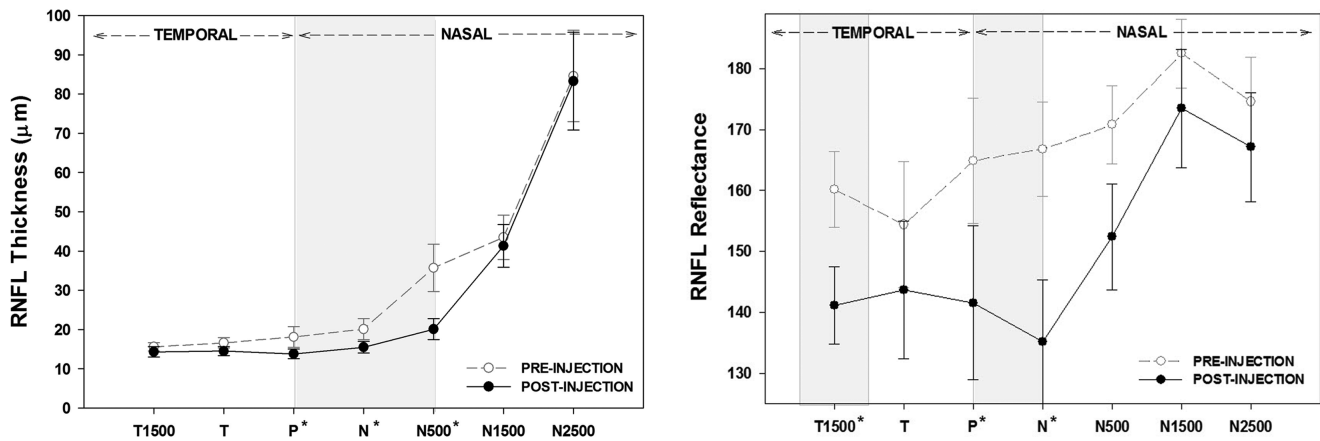 TEMPORAL NASAL
100
90
80
70
60
50
40
30
20
10
0
RNFL Thickness (μm)
PRE-INJECTION
POST-INJECTION
T1500 T P* N* N500* N1500 N2500
TEMPORAL NASAL
180
170
160
150
140
130
RNFL Reflectance
PRE-INJECTION
POST-INJECTION
T1500* T P* N* N500 N1500 N2500